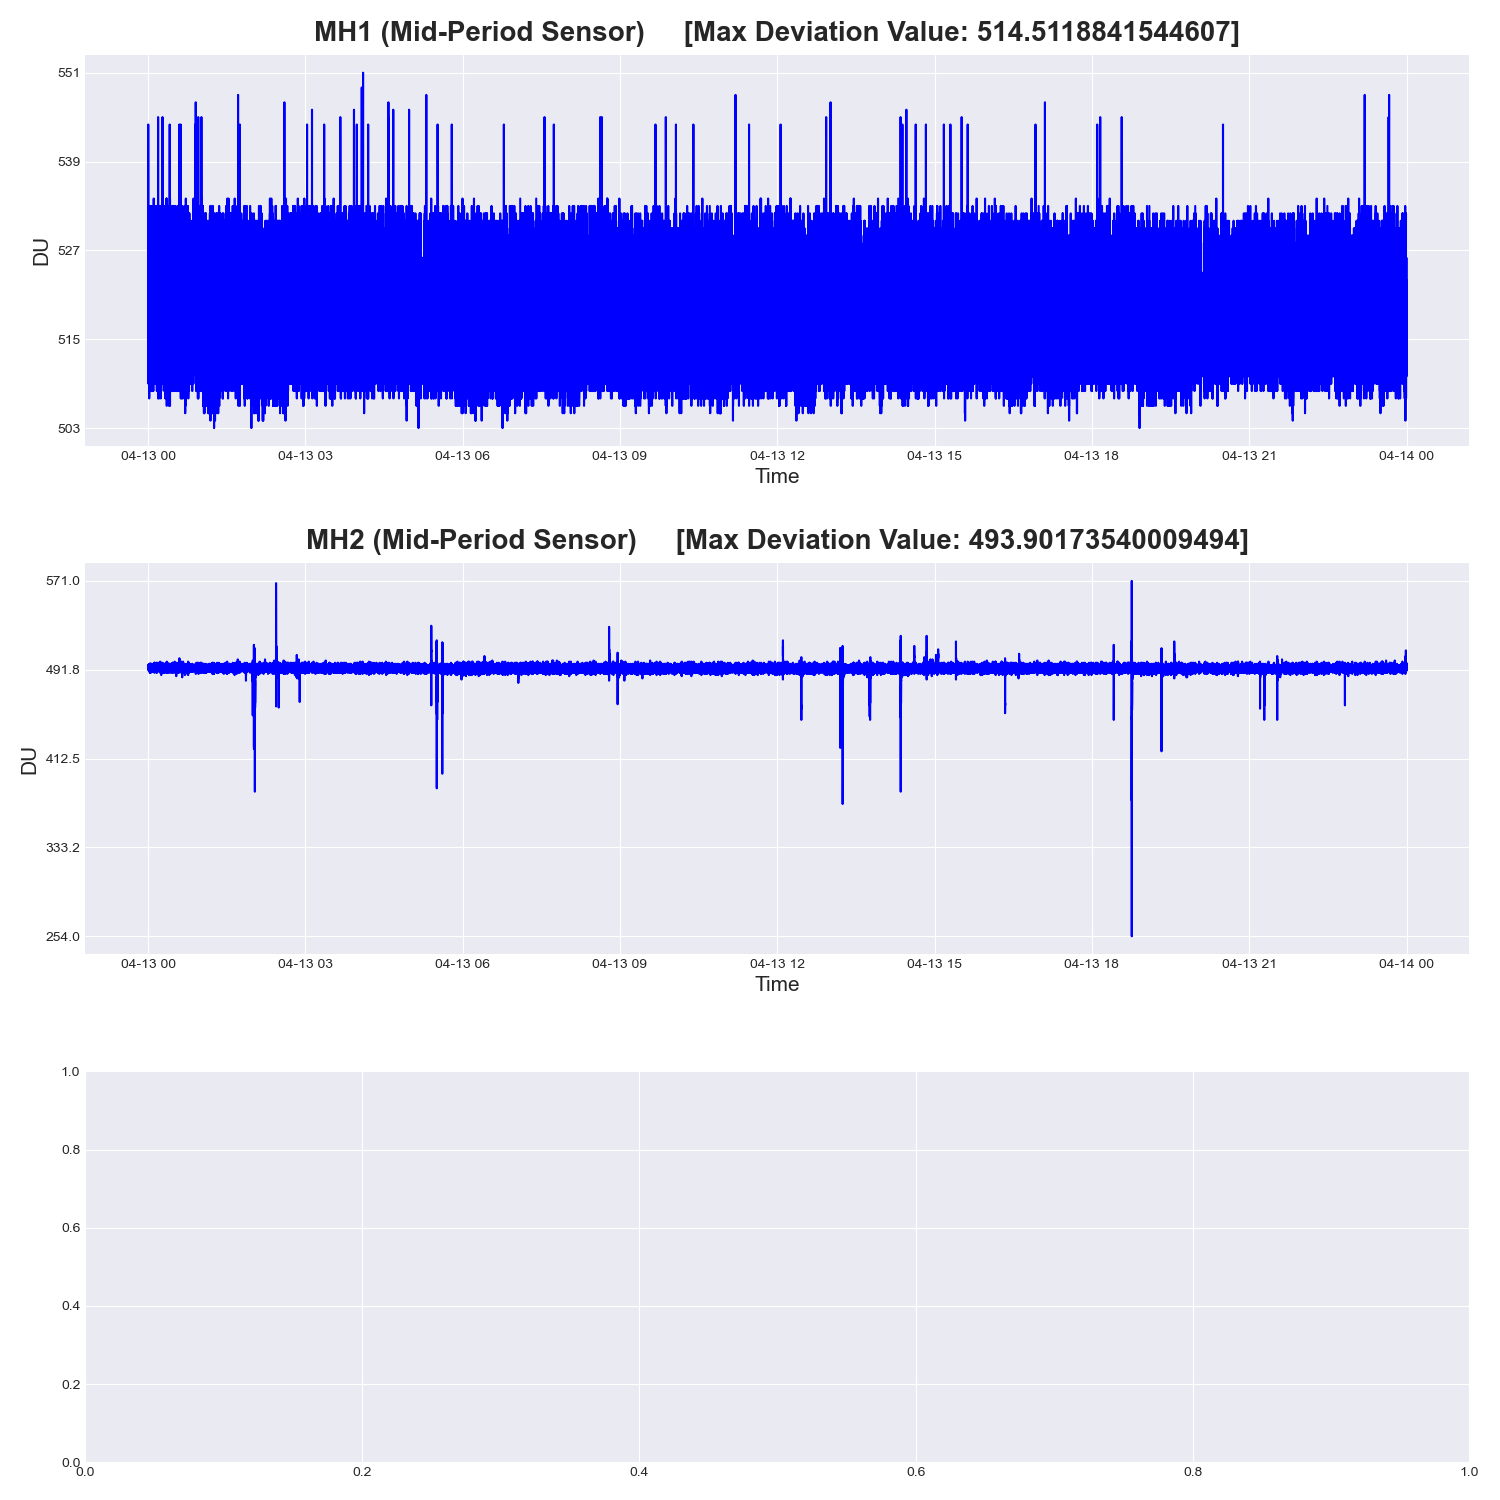 MH1 (Mid-Period Sensor) [Max Deviation Value: 514.5118841544607]
551
539
527
515
503
DU
04-13 00 04-13 03 04-13 06 04-13 09 04-13 12 04-13 15 04-13 18 04-13 21 04-14 00
Time
MH2 (Mid-Period Sensor) [Max Deviation Value: 493.90173540009494]
571.0
491.8
412.5
333.2
254.0
DU
04-13 00 04-13 03 04-13 06 04-13 09 04-13 12 04-13 15 04-13 18 04-13 21 04-14 00
Time
1.0
0.8
0.6
0.4
0.2
0.0
0.0 0.2 0.4 0.6 0.8 1.0